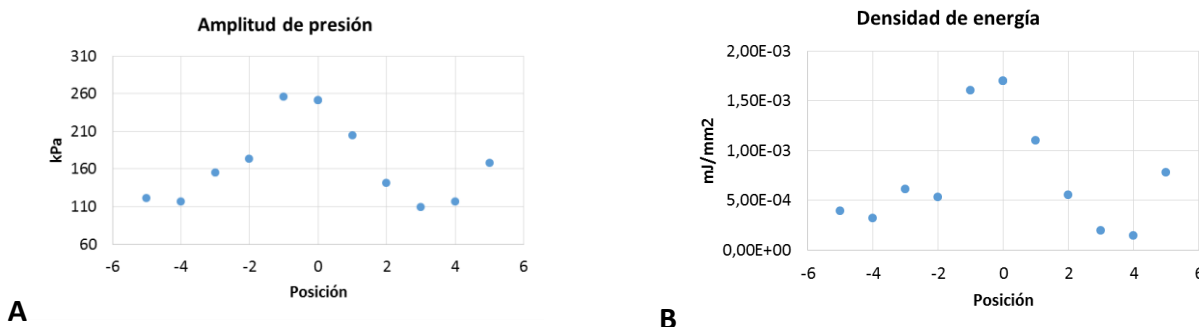 Amplitud de presión
310
260
210
160
110
60
kPa
-6 -4 -2 0 2 4 6
Posición
A
Densidad de energía
2,00E-03
1,50E-03
1,00E-03
5,00E-04
0,00E+00
mJ/mm2
-6 -4 -2 0 2 4 6
Posición
B